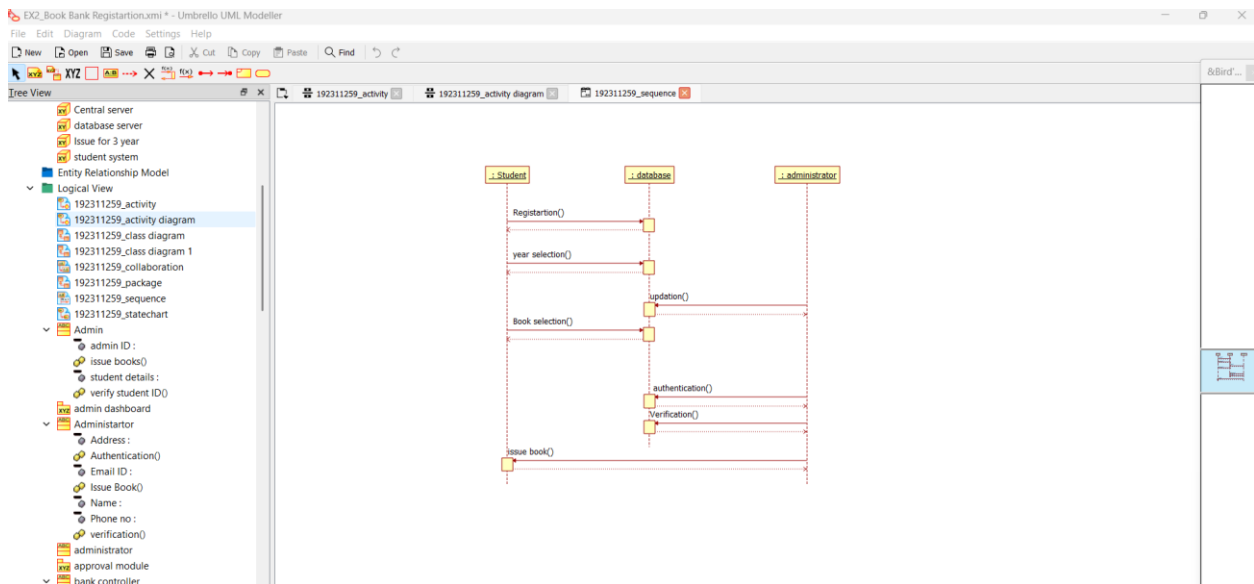 EX2_Book Bank Registartion.xmi * - Umbrello UML Modeller
File Edit Diagram Code Settings Help
New Open Save Cut Copy Paste Find
XYZ XYZ A B f(x) f(x)
Tree View
192311259_activity 192311259_activity diagram 192311259_sequence
&Bird'...
Central server
database server
Issue for 3 year
student system
Entity Relationship Model
Logical View
192311259_activity
192311259_activity diagram
192311259_class diagram
192311259_class diagram 1
192311259_collaboration
192311259_package
192311259_sequence
192311259_statechart
Admin
admin ID :
issue books()
student details :
verify student ID()
admin dashboard
Administartor
Address :
Authentication()
Email ID :
Issue Book()
Name :
Phone no :
verification()
administrator
approval module
bank controller
: Student : database : administrator
Registartion()
year selection()
updation()
Book selection()
authentication()
Verification()
issue book()